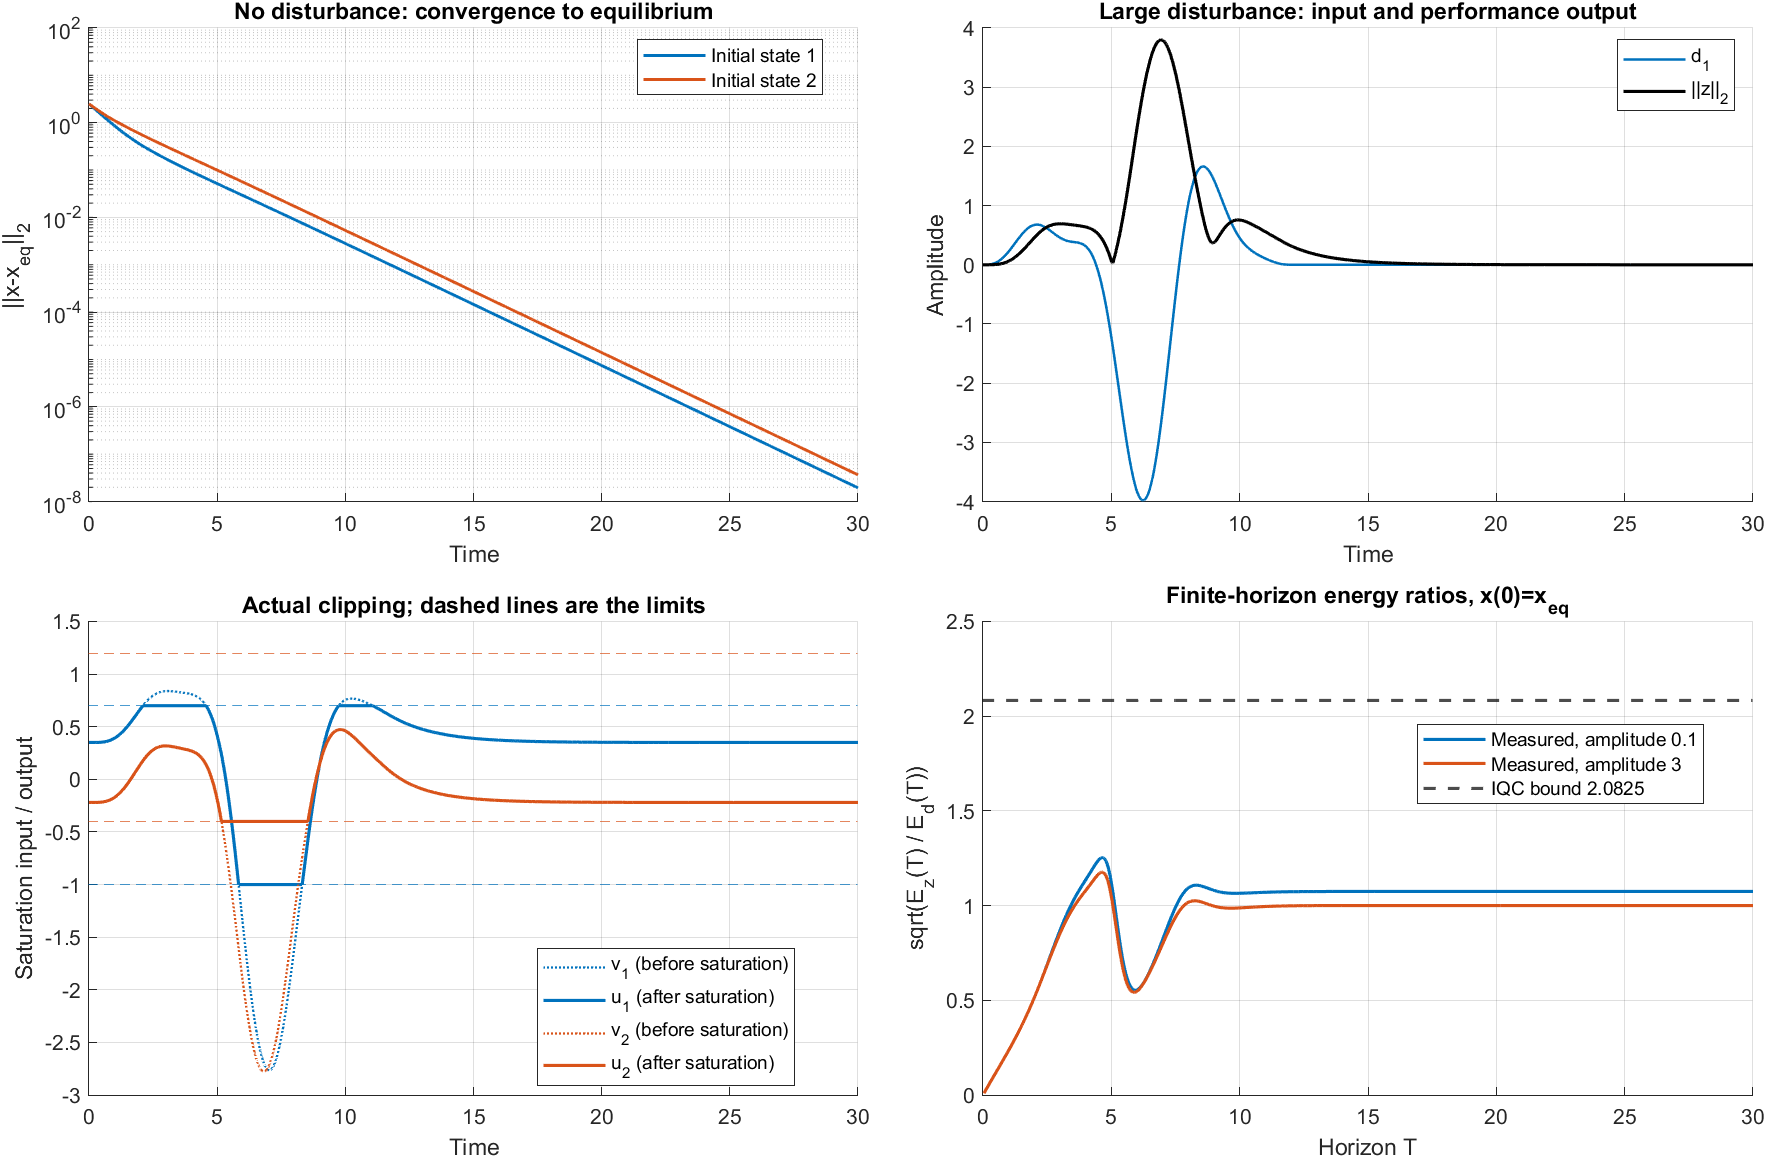 No disturbance: convergence to equilibrium
10^2
10^0
10^-2
10^-4
10^-6
10^-8
||x-x_eq||_2
Initial state 1
Initial state 2
0 5 10 15 20 25 30
Time
Large disturbance: input and performance output
4
3
2
1
0
-1
-2
-3
-4
Amplitude
d_1
||z||_2
0 5 10 15 20 25 30
Time
Actual clipping; dashed lines are the limits
1.5
1
0.5
0
-0.5
-1
-1.5
-2
-2.5
-3
Saturation input / output
v_1 (before saturation)
u_1 (after saturation)
v_2 (before saturation)
u_2 (after saturation)
0 5 10 15 20 25 30
Time
Finite-horizon energy ratios, x(0)=x_eq
2.5
2
1.5
1
0.5
0
sqrt(E_z(T) / E_d(T))
Measured, amplitude 0.1
Measured, amplitude 3
IQC bound 2.0825
0 5 10 15 20 25 30
Horizon T